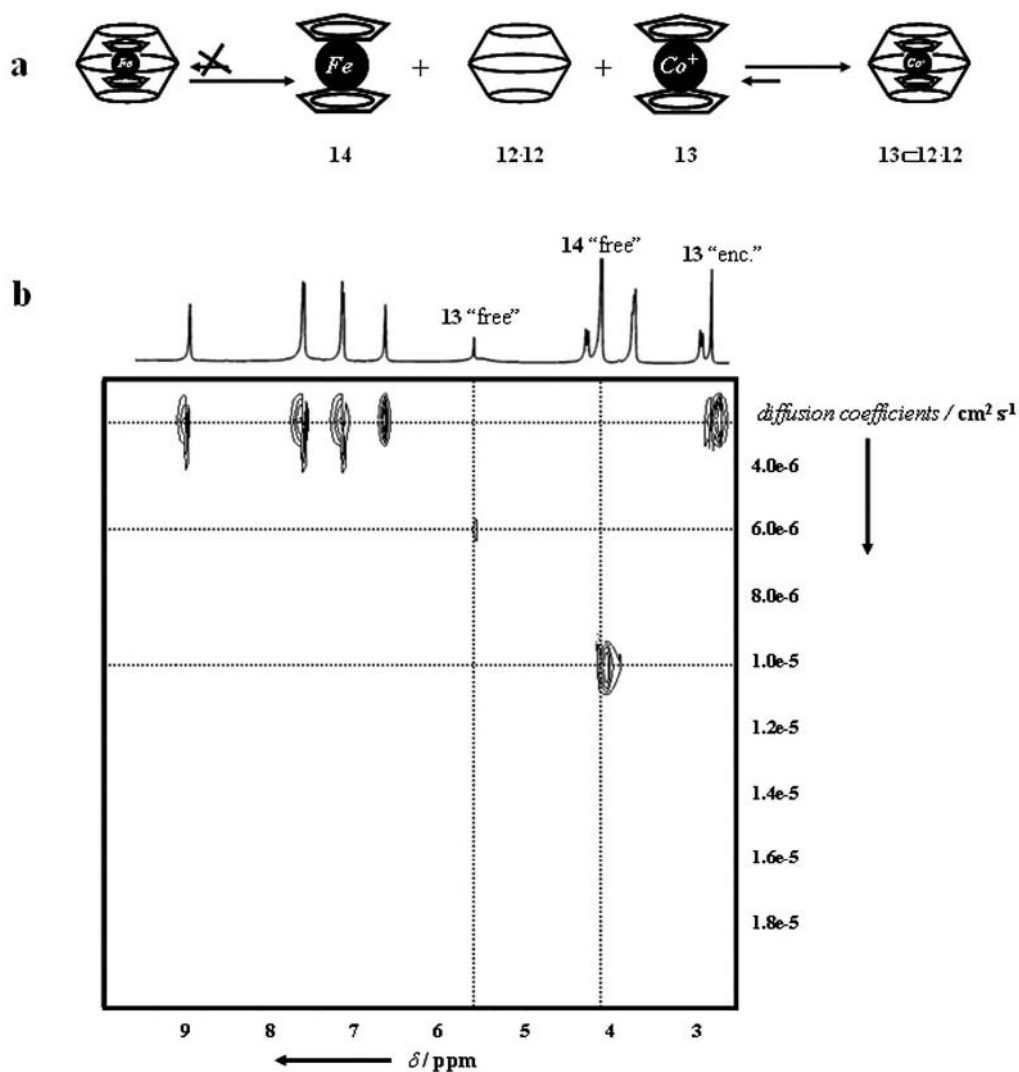 a
Fe
Fe
+
+
Co+
Co+
14
12·12
13
13⊏12·12
b
14 “free”
13 “enc.”
13 “free”
diffusion coefficients / cm² s⁻¹
4.0e-6
6.0e-6
8.0e-6
1.0e-5
1.2e-5
1.4e-5
1.6e-5
1.8e-5
9 8 7 6 5 4 3
δ / ppm